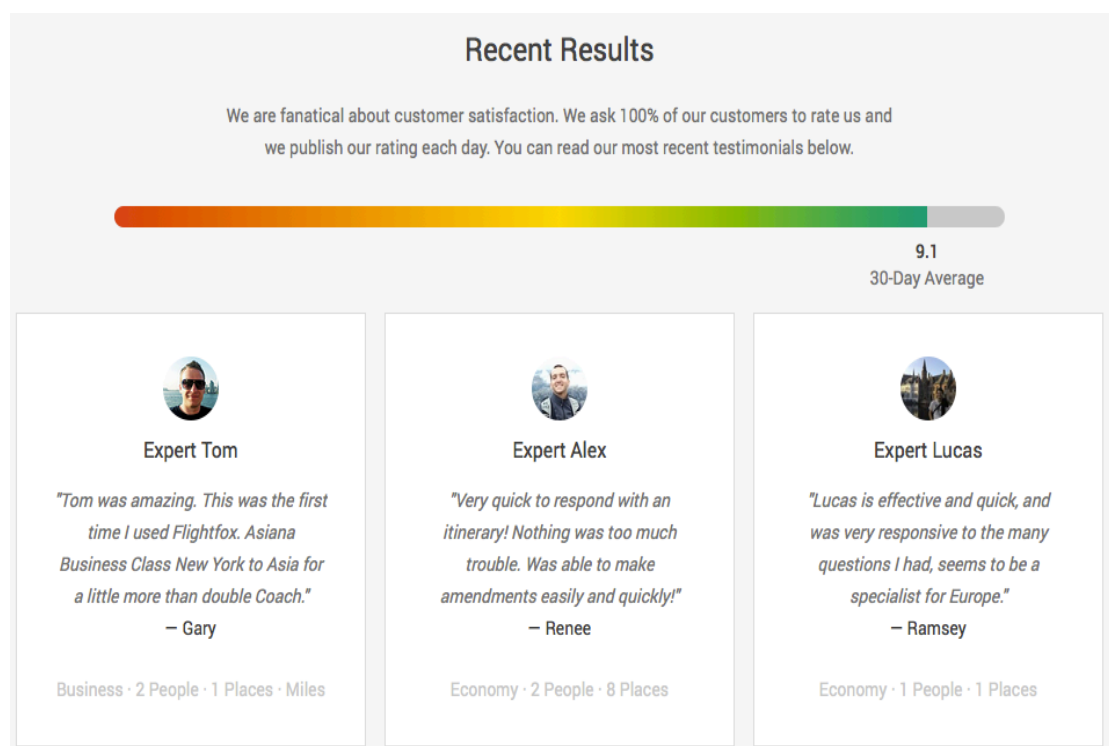 Recent Results
We are fanatical about customer satisfaction. We ask 100% of our customers to rate us and
we publish our rating each day. You can read our most recent testimonials below.
9.1
30-Day Average
Expert Tom
"Tom was amazing. This was the first
time I used Flightfox. Asiana
Business Class New York to Asia for
a little more than double Coach."
— Gary
Business · 2 People · 1 Places · Miles
Expert Alex
"Very quick to respond with an
itinerary! Nothing was too much
trouble. Was able to make
amendments easily and quickly!"
— Renee
Economy · 2 People · 8 Places
Expert Lucas
"Lucas is effective and quick, and
was very responsive to the many
questions I had, seems to be a
specialist for Europe."
— Ramsey
Economy · 1 People · 1 Places